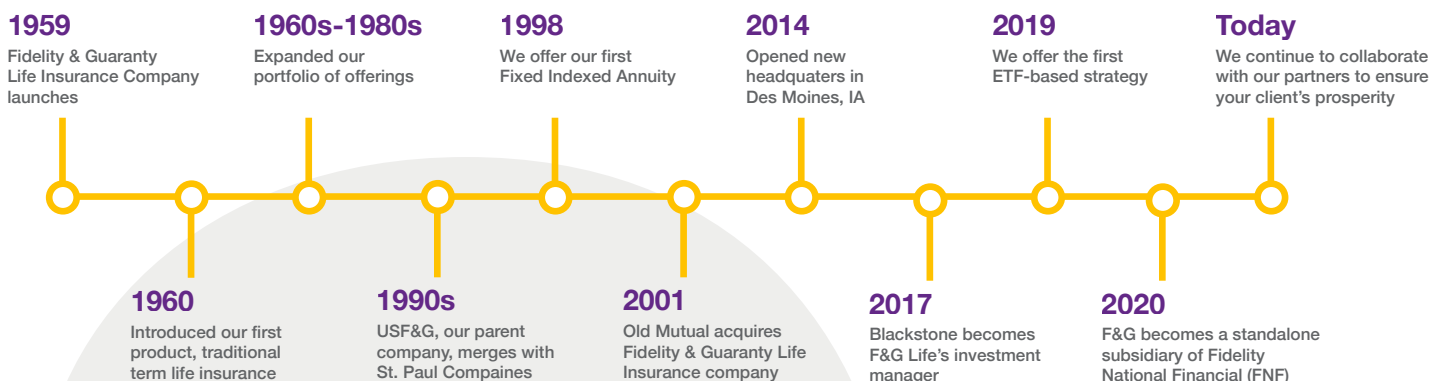 1959
Fidelity & Guaranty
Life Insurance Company
launches
1960s-1980s
Expanded our
portfolio of offerings
1998
We offer our first
Fixed Indexed Annuity
2014
Opened new
headquaters in
Des Moines, IA
2019
We offer the first
ETF-based strategy
Today
We continue to collaborate
with our partners to ensure
your client's prosperity
1960
Introduced our first
product, traditional
term life insurance
1990s
USF&G, our parent
company, merges with
St. Paul Compaines
2001
Old Mutual acquires
Fidelity & Guaranty Life
Insurance company
2017
Blackstone becomes
F&G Life's investment
manager
2020
F&G becomes a standalone
subsidiary of Fidelity
National Financial (FNF)